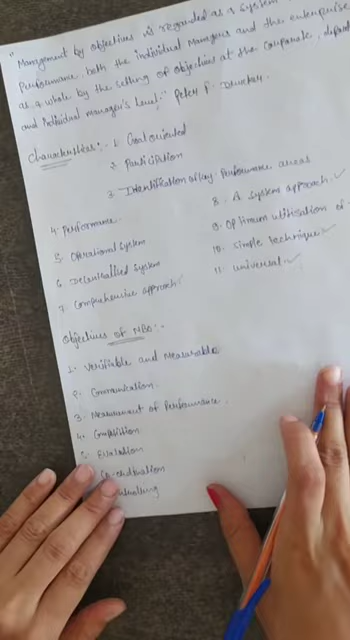 "Management by objectives is regarded as a system
Performance both the individual Managers and the enterprise
as a whole by the setting of objectives at the corporate,
and individual manager's level." Peter F. Drucker.
Characteristics:- 1. Goal oriented
2. Participation
3. Identification of key Performance areas
4. Performance.
5. Operational System
6. Decentralised System
7. Comprehensive approach.
8. A System approach. ✓
9. Optimum utilisation of
10. Simple technique ✓
11. universal ✓
Objectives of MBO:-
1. Verifiable and Measurable
2. Communication.
3. Measurement of Performance.
4.
5. Evaluation
Co-ordination